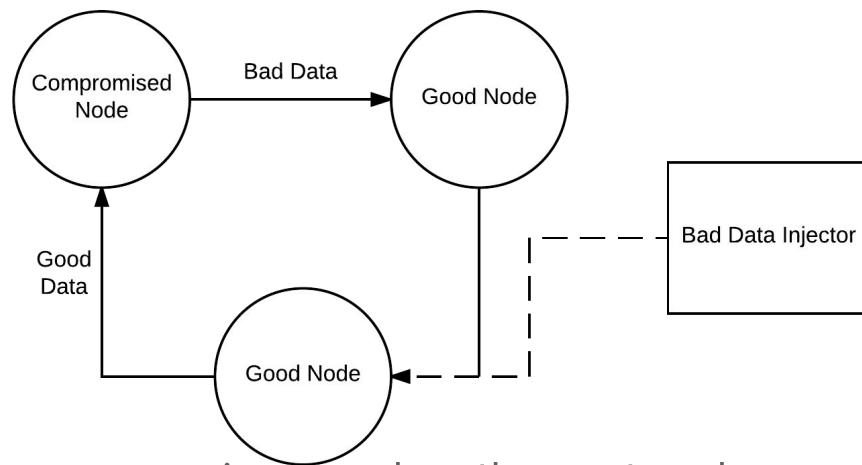 Compromised
Node
Bad Data
Good Node
Bad Data Injector
Good
Data
Good Node